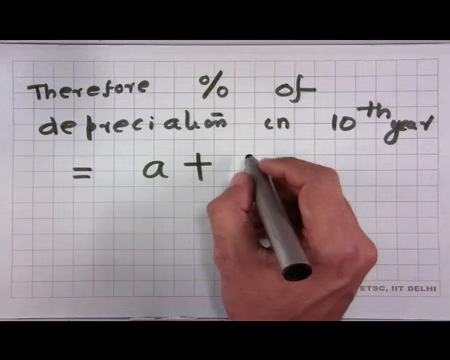 Therefore % of
depreciation in 10th year
= a +
ETSC, IIT DELHI